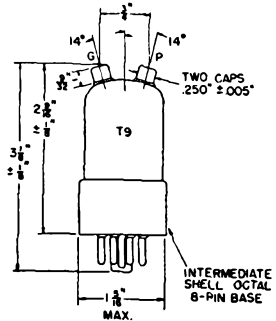 3/4"
14°
14°
G
P
9/32"
TWO CAPS
.250" ±.005"
2 9/16"
± 1/8"
T9
3 1/8"
± 1/8"
INTERMEDIATE
SHELL OCTAL
8-PIN BASE
1 5/16"
MAX.